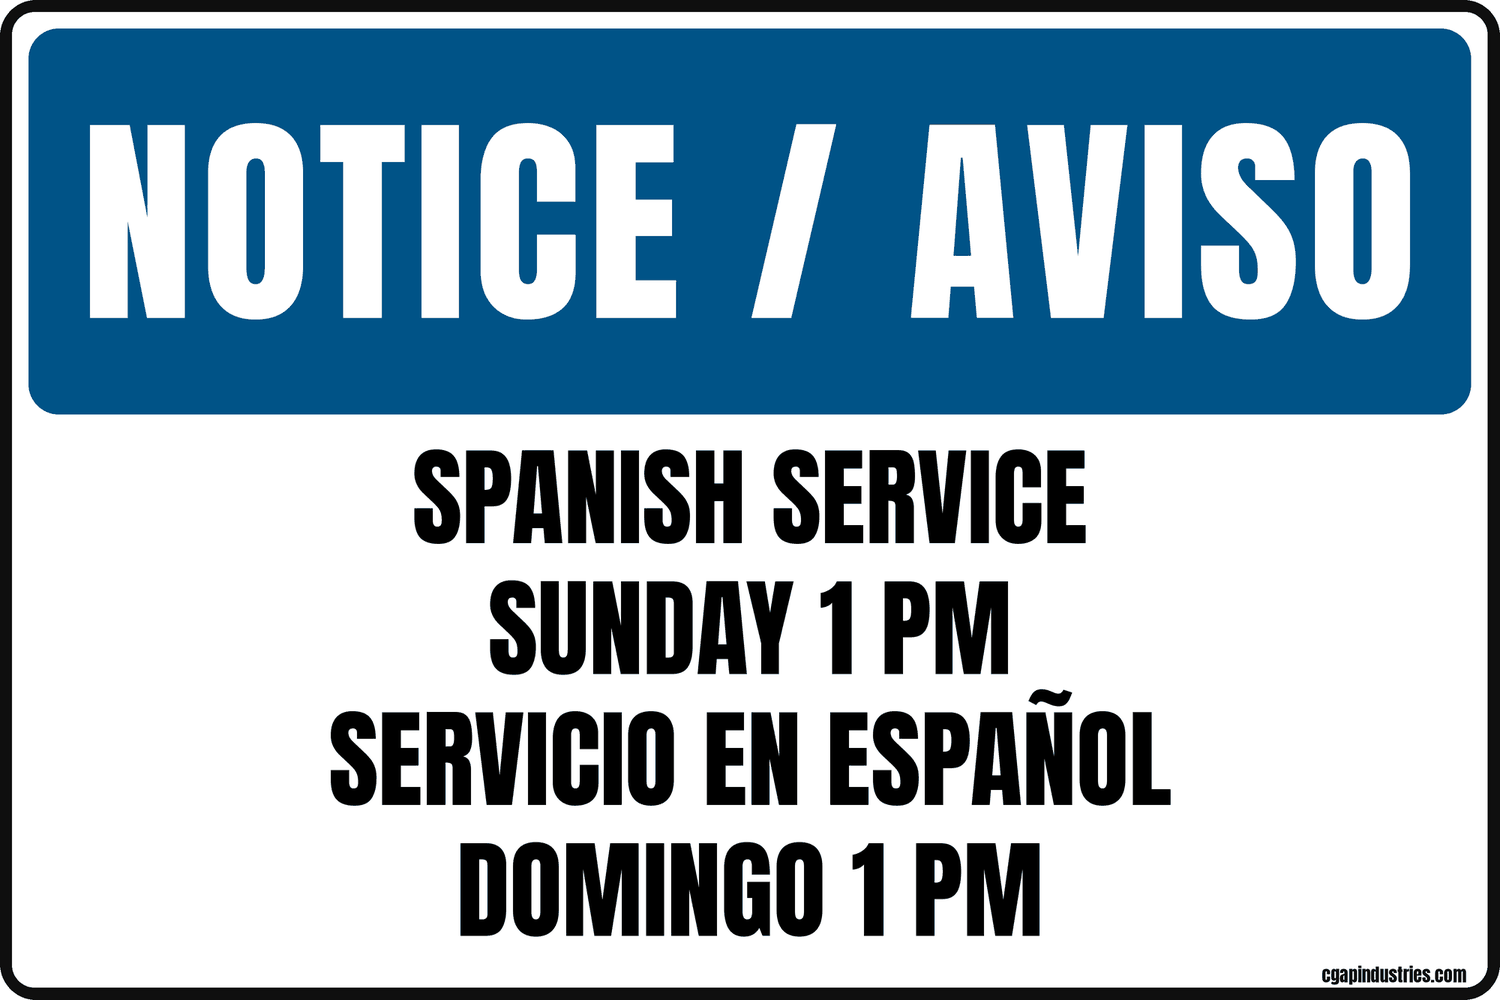 NOTICE / AVISO
SPANISH SERVICE
SUNDAY 1 PM
SERVICIO EN ESPAÑOL
DOMINGO 1 PM
cgapindustries.com